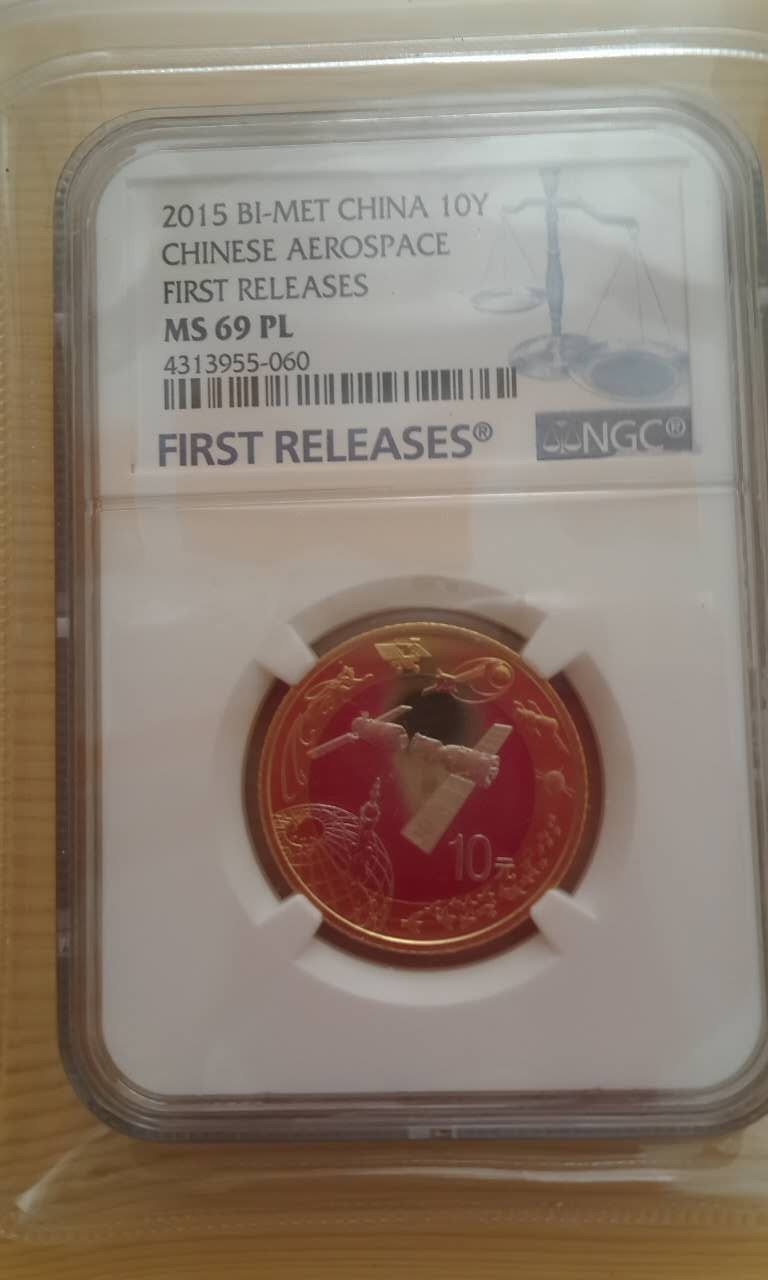 2015 BI-MET CHINA 10Y
CHINESE AEROSPACE
FIRST RELEASES
MS 69 PL
4313955-060
FIRST RELEASES®
NGC®
10元